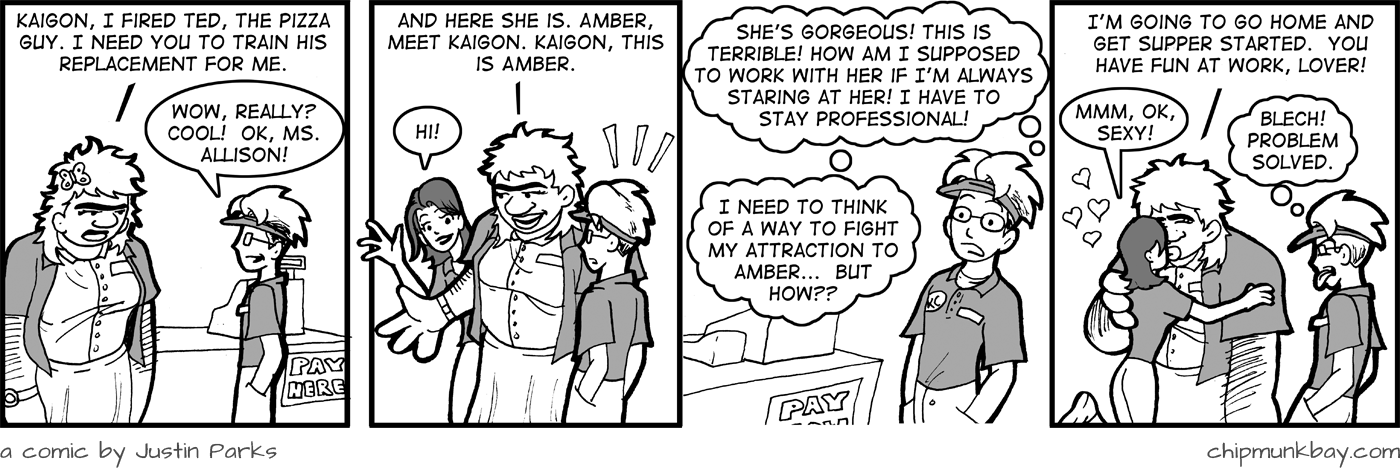 KAIGON, I FIRED TED, THE PIZZA
GUY. I NEED YOU TO TRAIN HIS
REPLACEMENT FOR ME.
WOW, REALLY?
COOL! OK, MS.
ALLISON!
PAY
HERE
AND HERE SHE IS. AMBER,
MEET KAIGON. KAIGON, THIS
IS AMBER.
HI!
SHE'S GORGEOUS! THIS IS
TERRIBLE! HOW AM I SUPPOSED
TO WORK WITH HER IF I'M ALWAYS
STARING AT HER! I HAVE TO
STAY PROFESSIONAL!
I NEED TO THINK
OF A WAY TO FIGHT
MY ATTRACTION TO
AMBER... BUT
HOW??
PAY
I'M GOING TO GO HOME AND
GET SUPPER STARTED. YOU
HAVE FUN AT WORK, LOVER!
MMM, OK,
SEXY!
BLECH!
PROBLEM
SOLVED.
a comic by Justin Parks
chipmunkbay.com